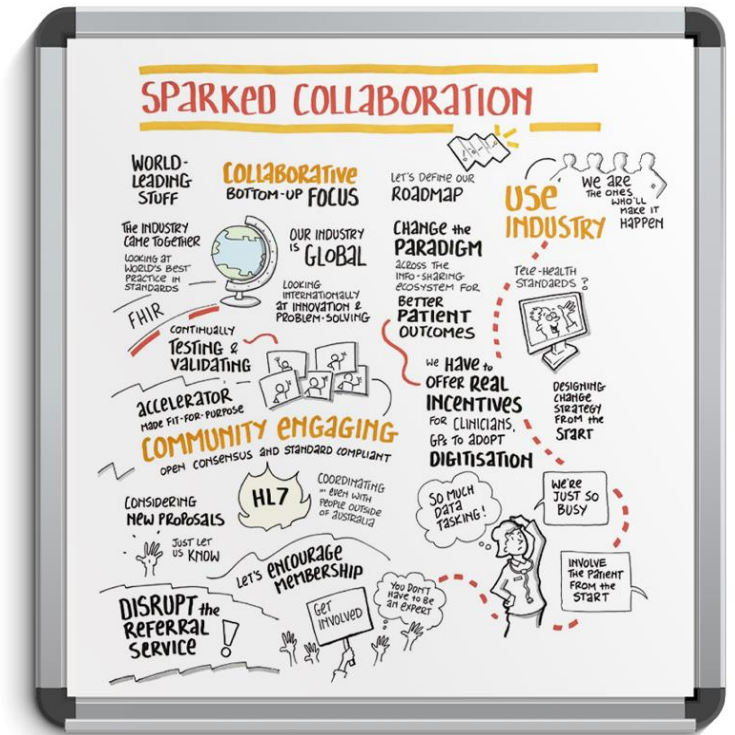 SPARKED COLLABORATION
WORLD-
LEADING
STUFF
COLLABORATIVE
BOTTOM-UP FOCUS
LET'S DEFINE OUR
ROADMAP
USE
INDUSTRY
WE ARE
THE ONES
WHO'LL
MAKE IT
HAPPEN
THE INDUSTRY
CAME TOGETHER
LOOKING AT
WORLD'S BEST
PRACTICE IN
STANDARDS
OUR INDUSTRY
IS GLOBAL
LOOKING
INTERNATIONALLY
AT INNOVATION &
PROBLEM-SOLVING
CHANGE the
PARADIGM
ACROSS THE
INFO-SHARING
ECOSYSTEM FOR
BETTER
PATIENT
OUTCOMES
TELE-HEALTH
STANDARDS?
FHIR
CONTINUALLY
TESTING &
VALIDATING
WE HAVE to
OFFER REAL
INCENTIVES
FOR CLINICIANS,
GPs TO ADOPT
DIGITISATION
DESIGNING
CHANGE
STRATEGY
FROM the
START
ACCELERATOR
MADE FIT-FOR-PURPOSE
COMMUNITY ENGAGING
OPEN CONSENSUS AND STANDARD COMPLIANT
HL7
COORDINATING
- EVEN WITH
PEOPLE OUTSIDE
OF AUSTRALIA
CONSIDERING
NEW PROPOSALS
JUST LET
US KNOW
SO MUCH
DATA
TASKING!
WE'RE
JUST SO
BUSY
INVOLVE
THE PATIENT
FROM the
START
LET'S ENCOURAGE
MEMBERSHIP
DISRUPT the
REFERRAL
SERVICE !
GET
INVOLVED
YOU DON'T
HAVE to BE
AN EXPERT